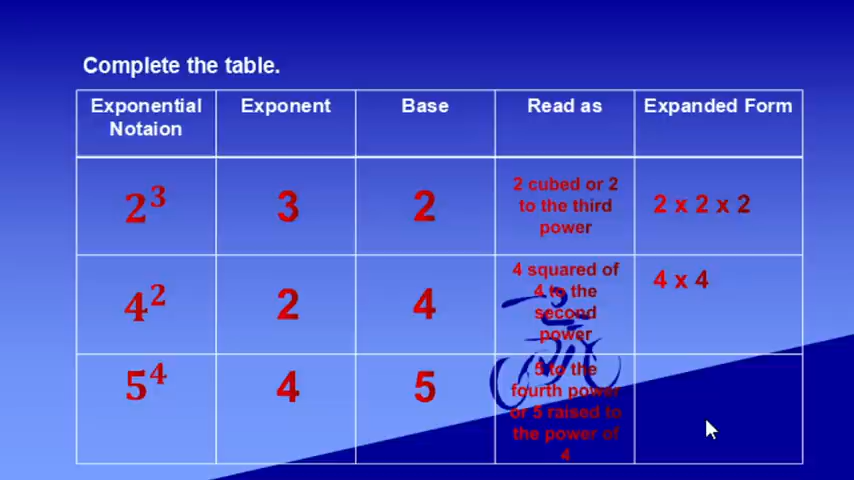 Complete the table.
Exponential Exponent Base Read as Expanded Form
Notaion
2³ 3 2 2 cubed or 2 to the third power 2 x 2 x 2
4² 2 4 4 squared of 4 to the second power 4 x 4
5⁴ 4 5 5 to the fourth power or 5 raised to the power of 4